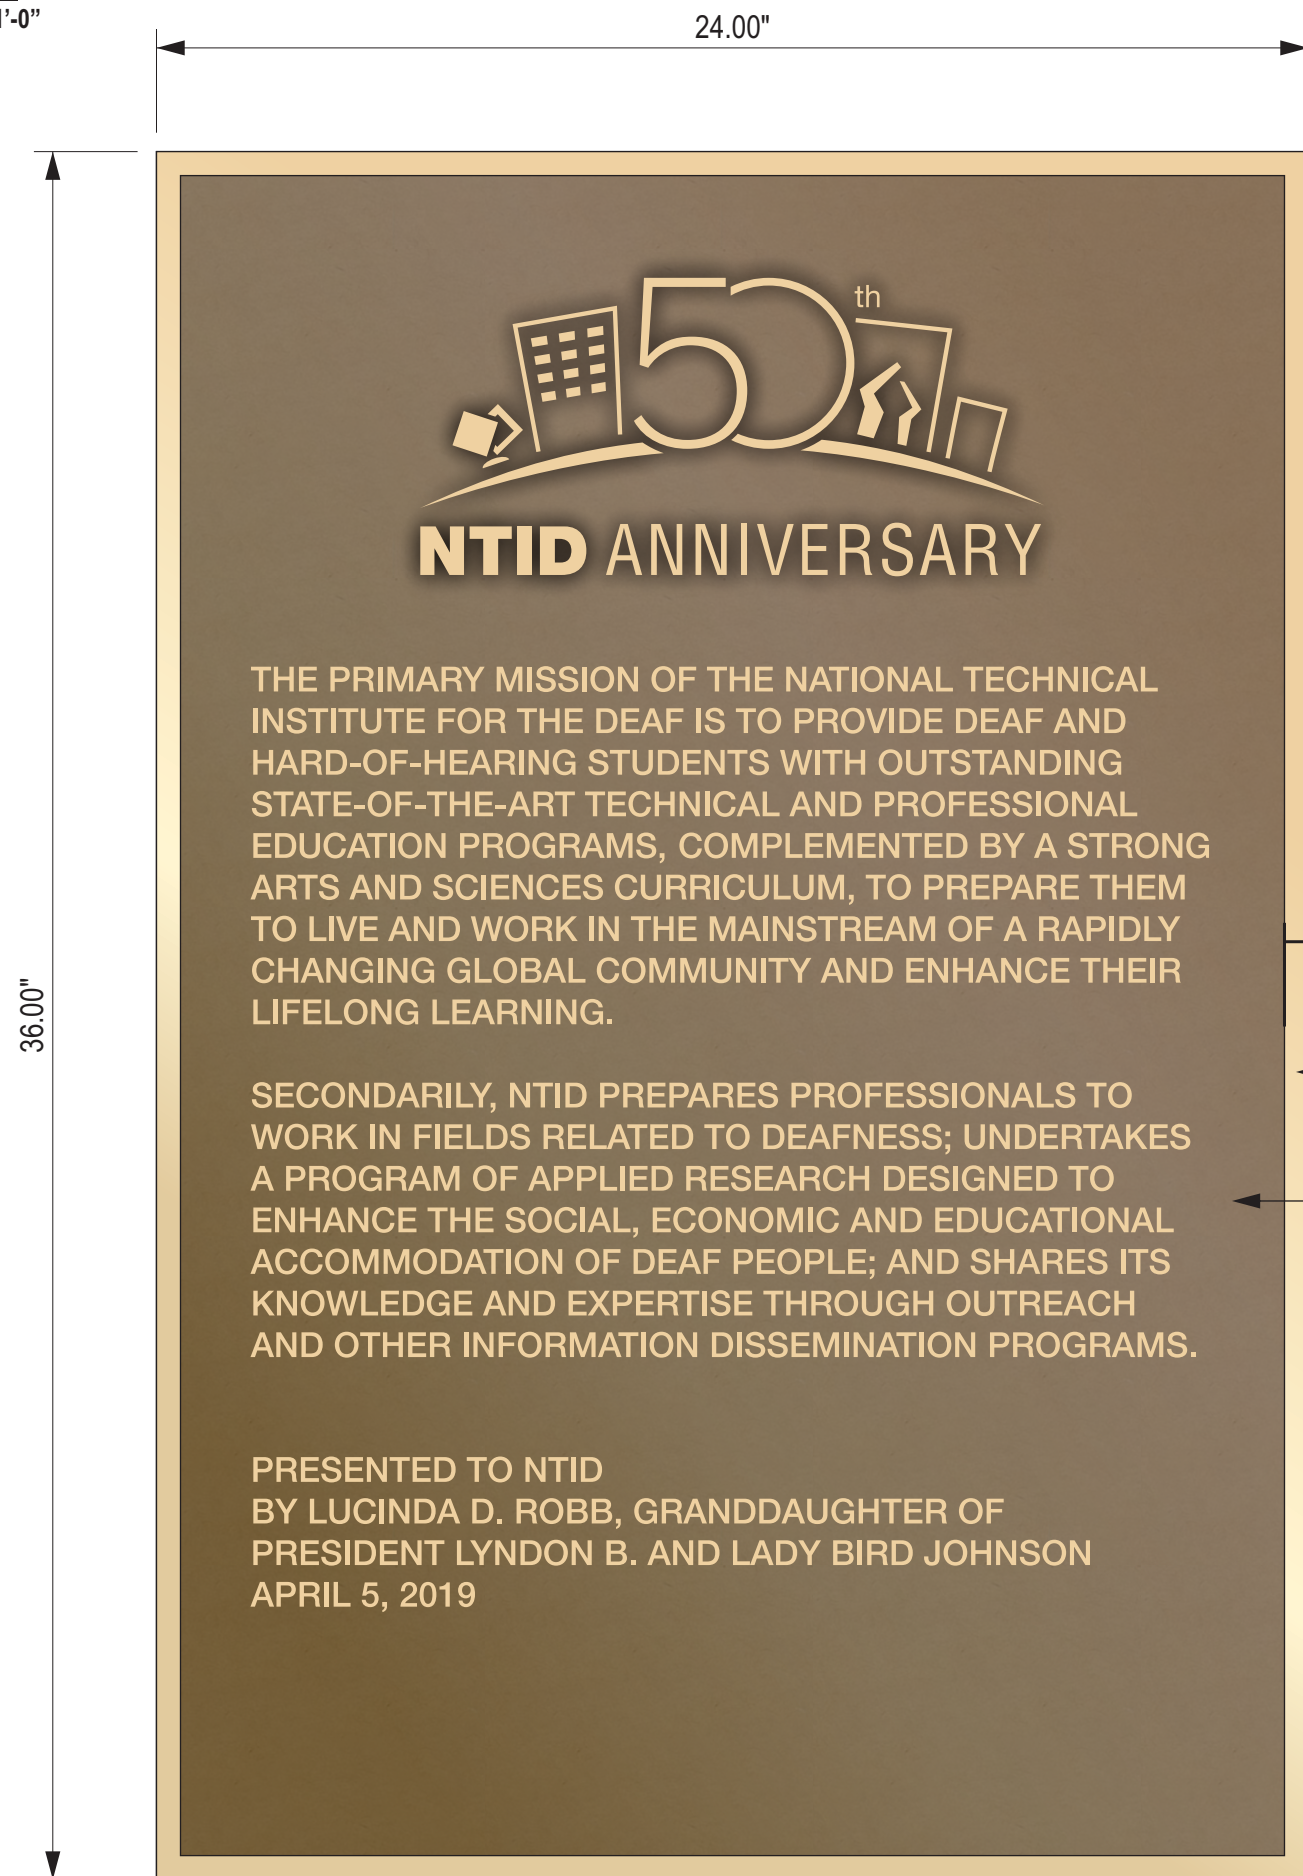 1’-0”
24.00"
36.00"
50th
NTID ANNIVERSARY
THE PRIMARY MISSION OF THE NATIONAL TECHNICAL
INSTITUTE FOR THE DEAF IS TO PROVIDE DEAF AND
HARD-OF-HEARING STUDENTS WITH OUTSTANDING
STATE-OF-THE-ART TECHNICAL AND PROFESSIONAL
EDUCATION PROGRAMS, COMPLEMENTED BY A STRONG
ARTS AND SCIENCES CURRICULUM, TO PREPARE THEM
TO LIVE AND WORK IN THE MAINSTREAM OF A RAPIDLY
CHANGING GLOBAL COMMUNITY AND ENHANCE THEIR
LIFELONG LEARNING.
SECONDARILY, NTID PREPARES PROFESSIONALS TO
WORK IN FIELDS RELATED TO DEAFNESS; UNDERTAKES
A PROGRAM OF APPLIED RESEARCH DESIGNED TO
ENHANCE THE SOCIAL, ECONOMIC AND EDUCATIONAL
ACCOMMODATION OF DEAF PEOPLE; AND SHARES ITS
KNOWLEDGE AND EXPERTISE THROUGH OUTREACH
AND OTHER INFORMATION DISSEMINATION PROGRAMS.
PRESENTED TO NTID
BY LUCINDA D. ROBB, GRANDDAUGHTER OF
PRESIDENT LYNDON B. AND LADY BIRD JOHNSON
APRIL 5, 2019